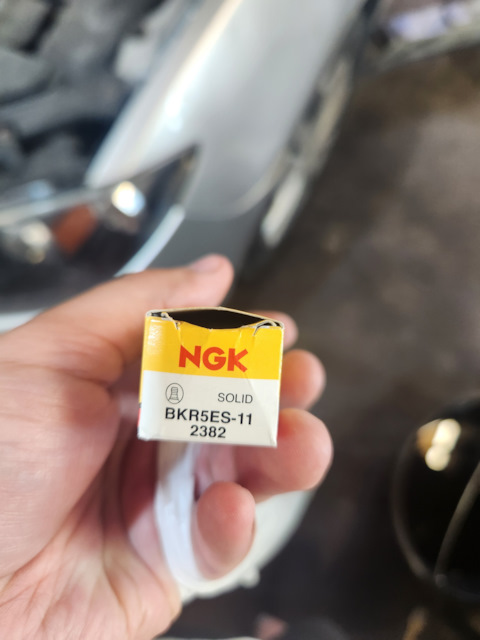 NGK
SOLID
BKR5ES-11
2382